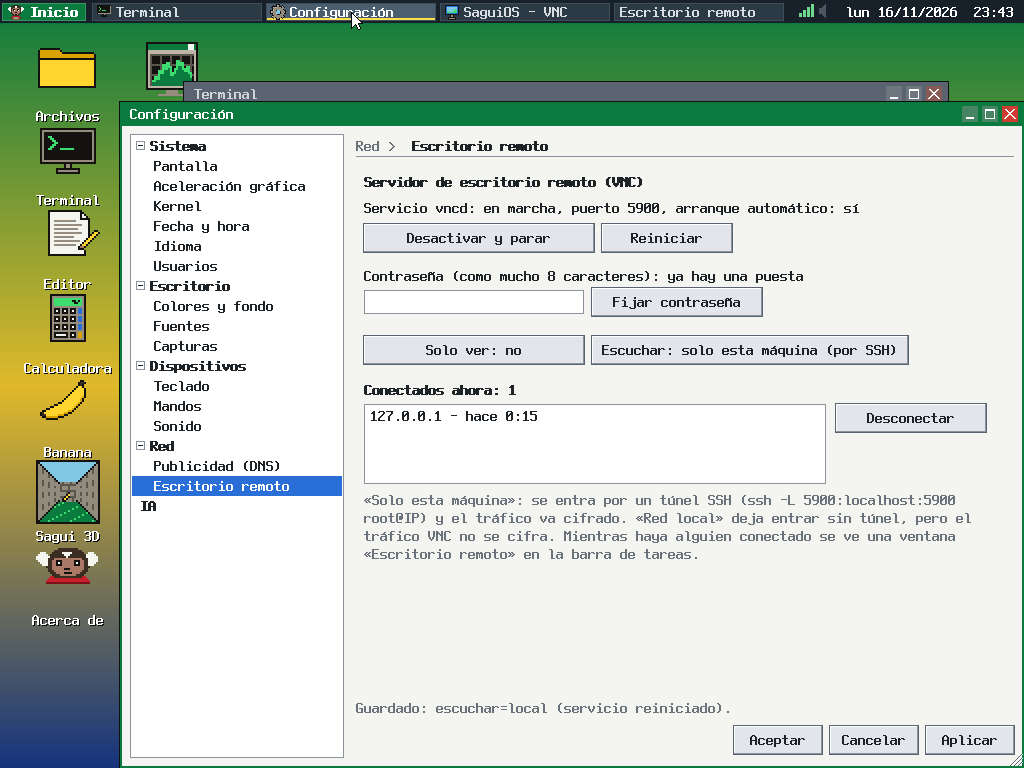 Inicio
Terminal
Configuración
SaguiOS - VNC
Escritorio remoto
lun 16/11/2026 23:43
Archivos
Terminal
Editor
Calculadora
Banana
Sagui 3D
Acerca de
Terminal
Configuración
Sistema
Pantalla
Aceleración gráfica
Kernel
Fecha y hora
Idioma
Usuarios
Escritorio
Colores y fondo
Fuentes
Capturas
Dispositivos
Teclado
Mandos
Sonido
Red
Publicidad (DNS)
Escritorio remoto
IA
Red > Escritorio remoto
Servidor de escritorio remoto (VNC)
Servicio vncd: en marcha, puerto 5900, arranque automático: sí
Desactivar y parar
Reiniciar
Contraseña (como mucho 8 caracteres): ya hay una puesta
Fijar contraseña
Solo ver: no
Escuchar: solo esta máquina (por SSH)
Conectados ahora: 1
127.0.0.1 - hace 0:15
Desconectar
«Solo esta máquina»: se entra por un túnel SSH (ssh -L 5900:localhost:5900
root@IP) y el tráfico va cifrado. «Red local» deja entrar sin túnel, pero el
tráfico VNC no se cifra. Mientras haya alguien conectado se ve una ventana
«Escritorio remoto» en la barra de tareas.
Guardado: escuchar=local (servicio reiniciado).
Aceptar
Cancelar
Aplicar